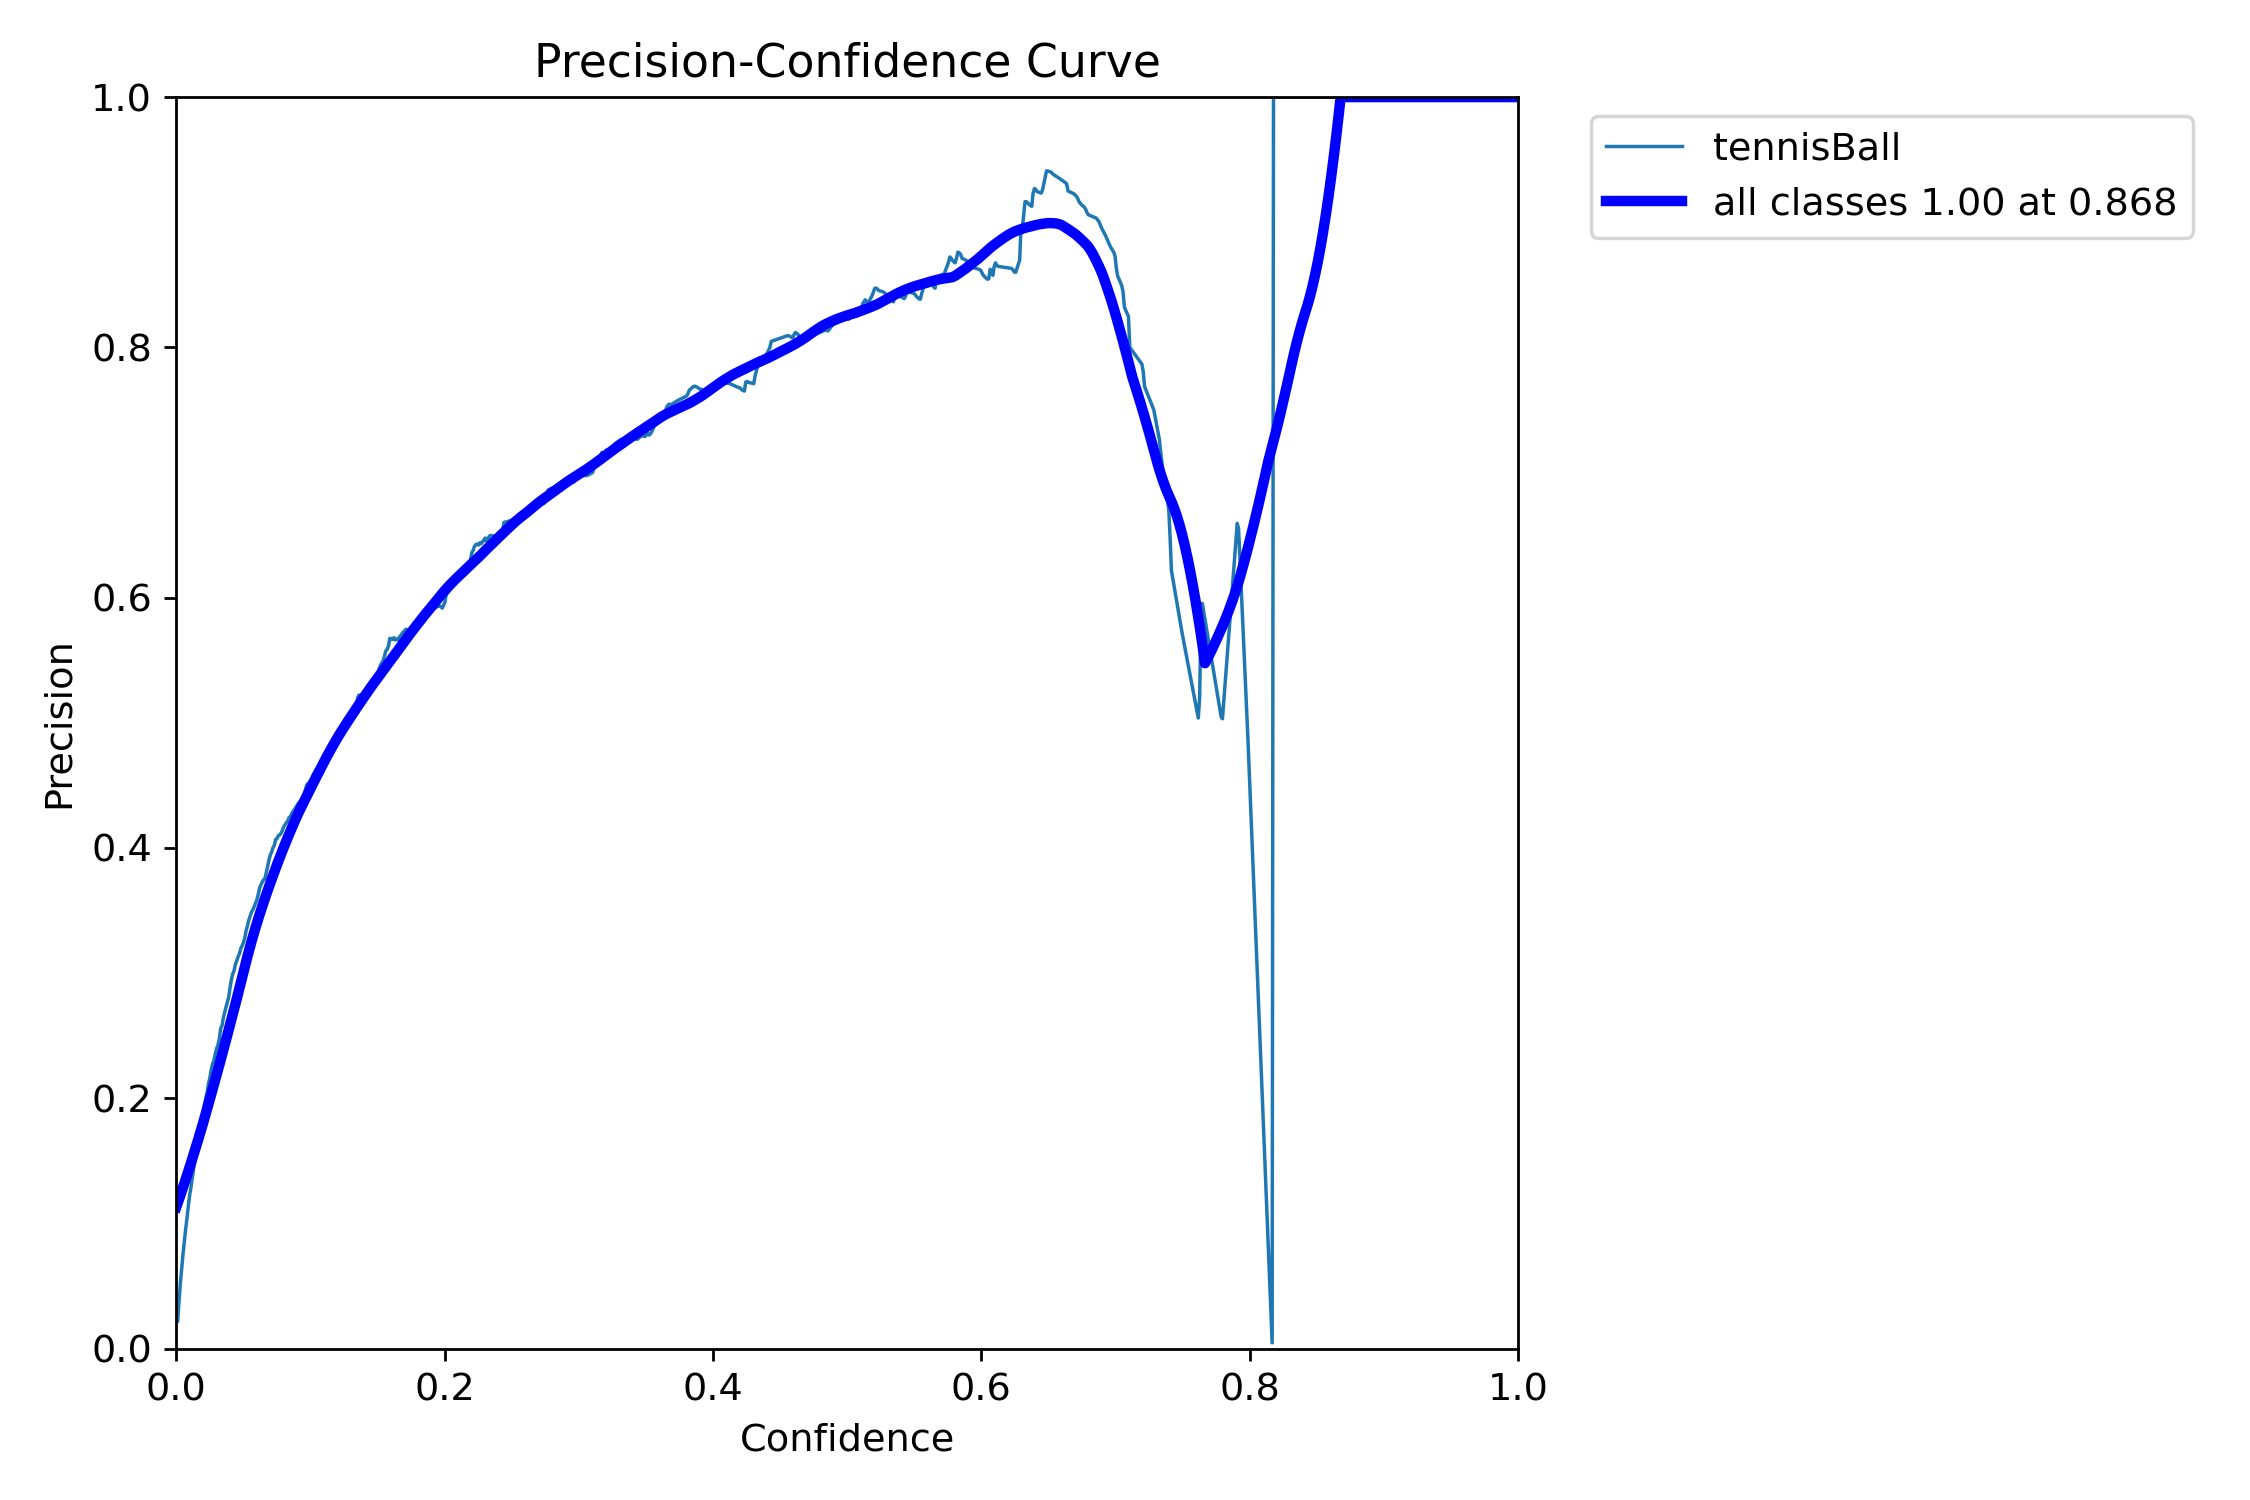 Precision-Confidence Curve
1.0
0.8
0.6
0.4
0.2
0.0
Precision
0.0 0.2 0.4 0.6 0.8 1.0
Confidence
tennisBall
all classes 1.00 at 0.868